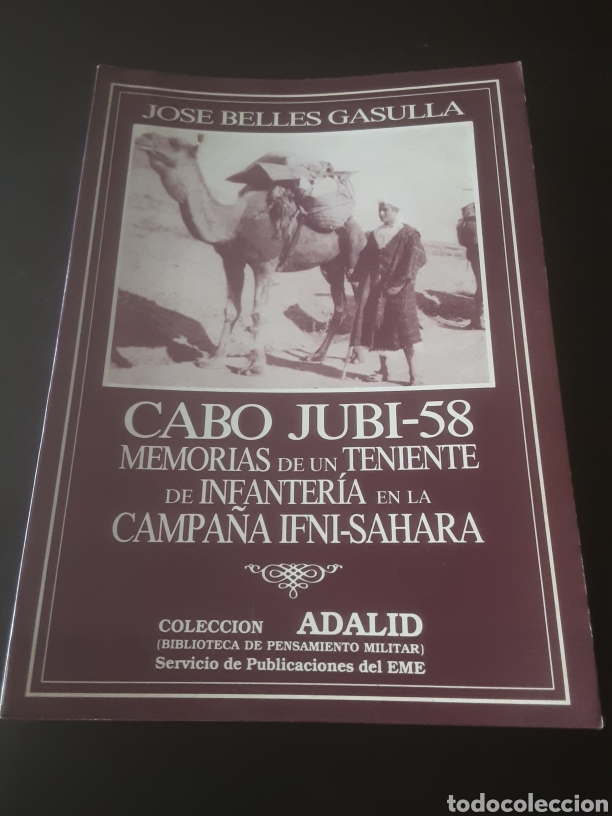 JOSE BELLES GASULLA
CABO JUBI-58
MEMORIAS DE UN TENIENTE
DE INFANTERÍA EN LA
CAMPAÑA IFNI-SAHARA
COLECCION ADALID
(BIBLIOTECA DE PENSAMIENTO MILITAR)
Servicio de Publicaciones del EME
todocoleccion